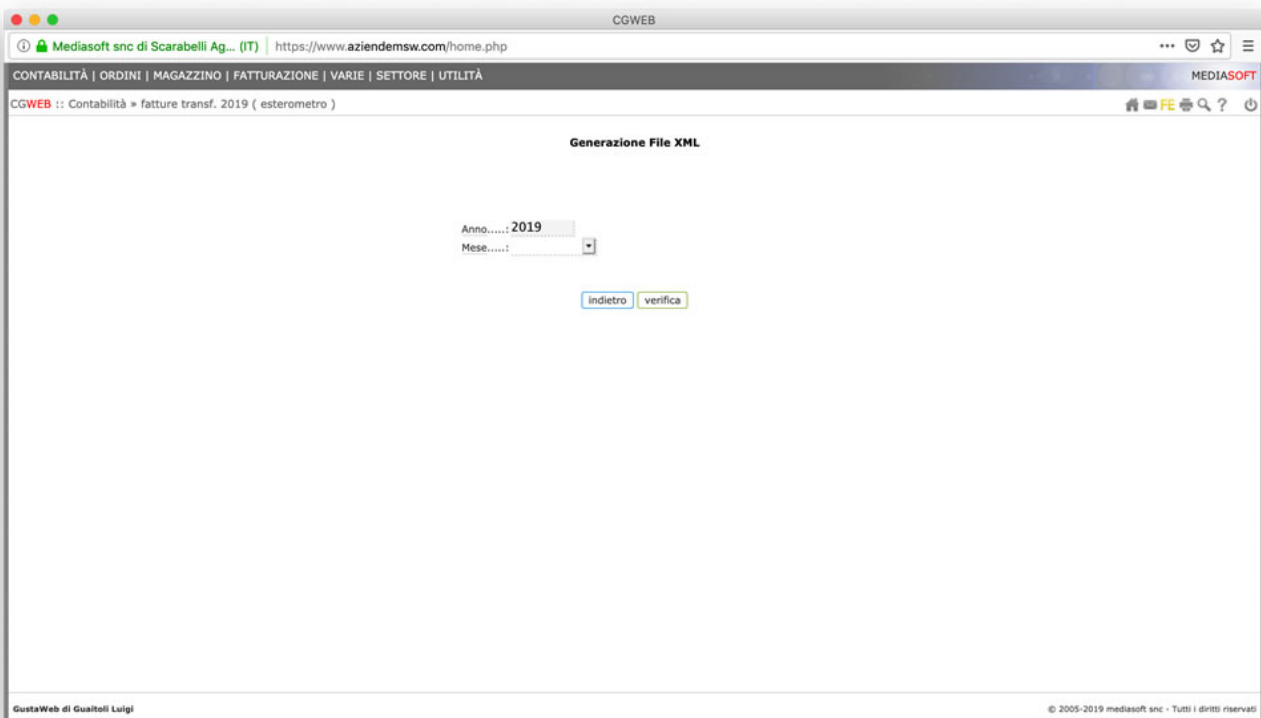 CGWEB
Mediasoft snc di Scarabelli Ag... (IT) https://www.aziendemsw.com/home.php
CONTABILITÀ | ORDINI | MAGAZZINO | FATTURAZIONE | VARIE | SETTORE | UTILITÀ MEDIASOFT
CGWEB :: Contabilità » fatture transf. 2019 ( esterometro ) FE ?
Generazione File XML
Anno.....: 2019
Mese.....:
indietro verifica
GustaWeb di Guaitoli Luigi © 2005-2019 mediasoft snc - Tutti i diritti riservati